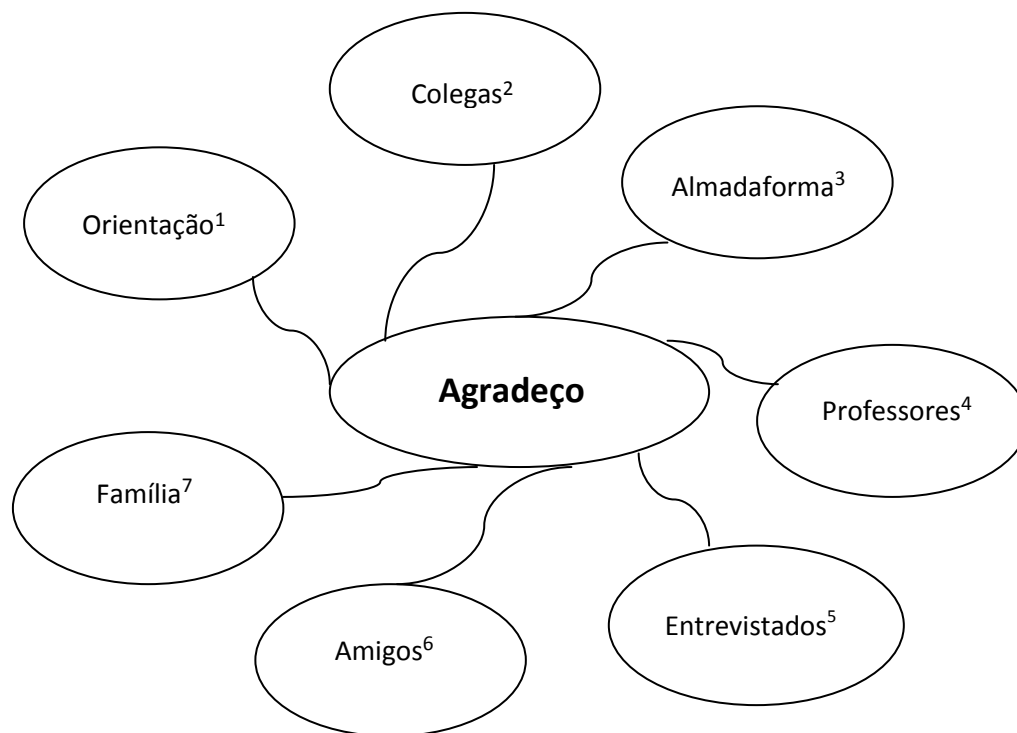 Colegas²
Almadaforma³
Orientação¹
Agradeço
Professores⁴
Família⁷
Entrevistados⁵
Amigos⁶